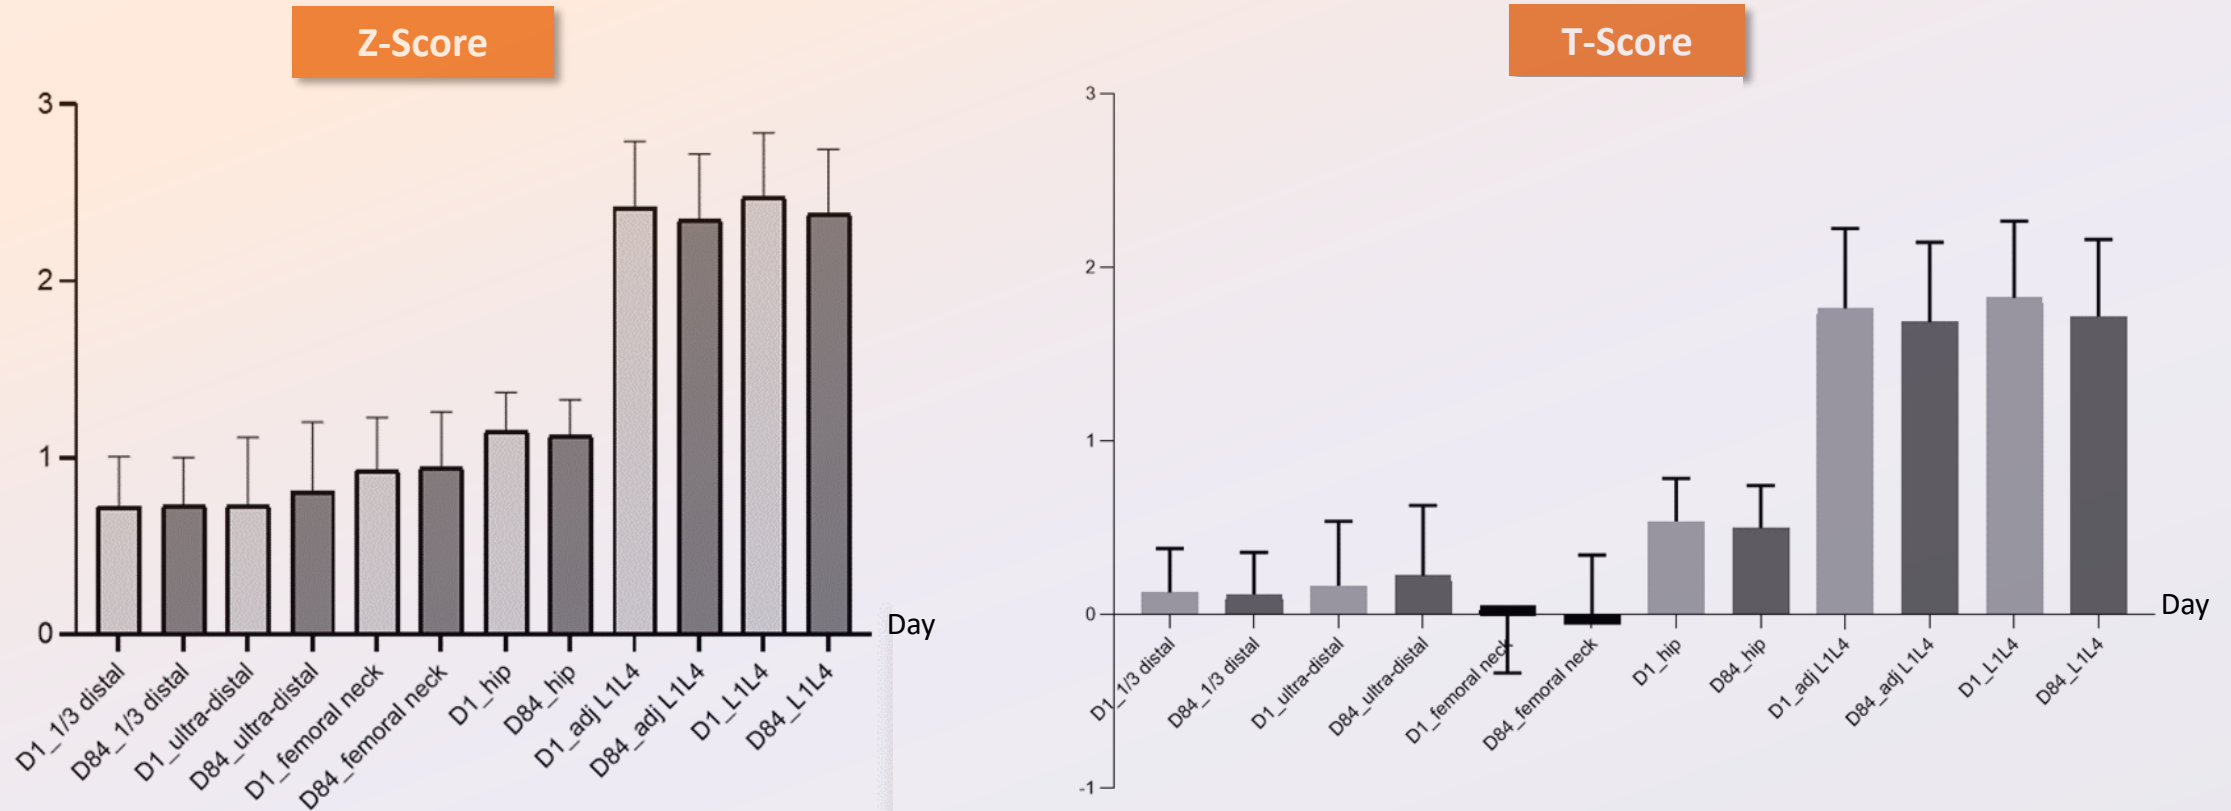 Z-Score
3
2
1
0
Day
D1_1/3 distal
D84_1/3 distal
D1_ultra-distal
D84_ultra-distal
D1_femoral neck
D84_femoral neck
D1_hip
D84_hip
D1_adj L1L4
D84_adj L1L4
D1_L1L4
D84_L1L4
T-Score
3
2
1
0
-1
Day
D1_1/3 distal
D84_1/3 distal
D1_ultra-distal
D84_ultra-distal
D1_femoral neck
D84_femoral neck
D1_hip
D84_hip
D1_adj L1L4
D84_adj L1L4
D1_L1L4
D84_L1L4